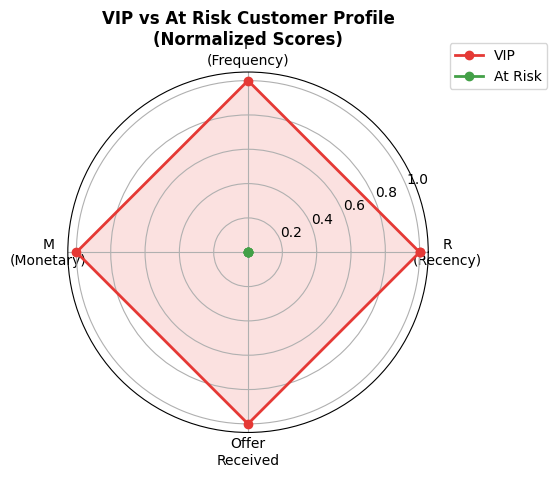 VIP vs At Risk Customer Profile
(Normalized Scores)
(Frequency)
VIP
At Risk
1.0
0.8
0.6
0.4
0.2
M
(Monetary)
R
(Recency)
Offer
Received